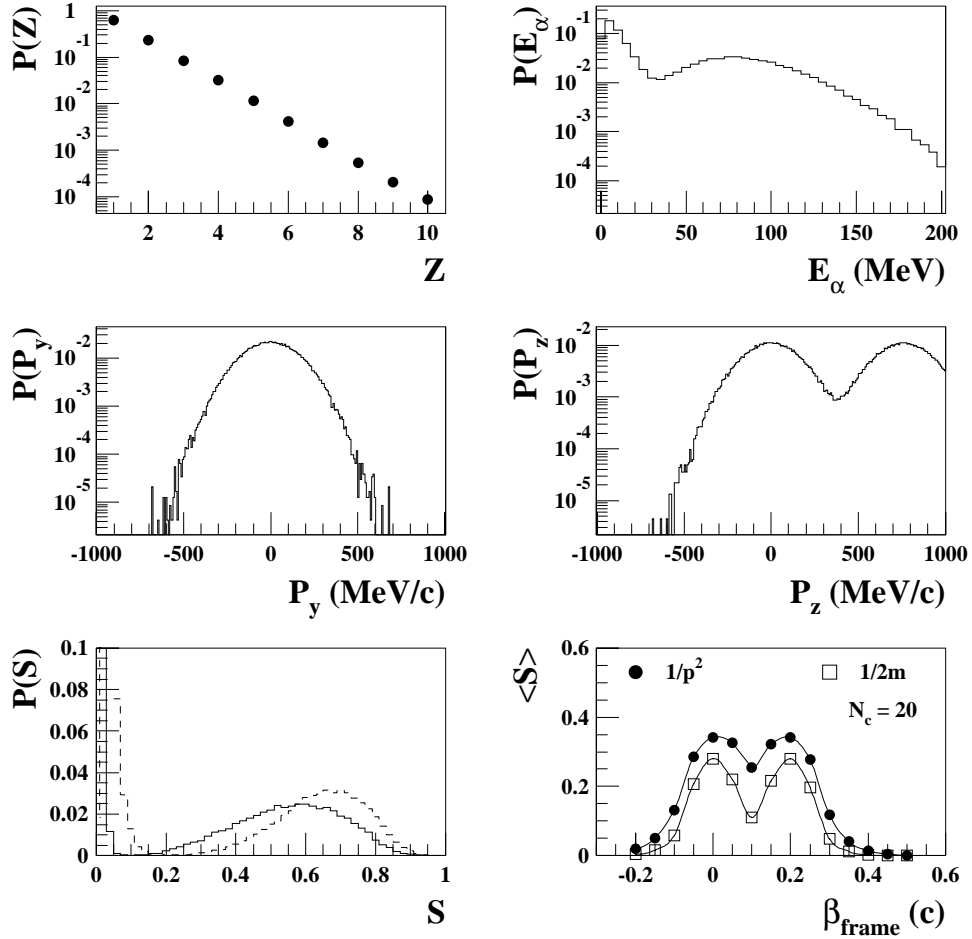 P(Z)
1
10^-1
10^-2
10^-3
10^-4
2 4 6 8 10
Z
P(E_α)
10^-1
10^-2
10^-3
10^-4
0 50 100 150 200
E_α (MeV)
P(P_y)
10^-2
10^-3
10^-4
10^-5
-1000 -500 0 500 1000
P_y (MeV/c)
P(P_z)
10^-2
10^-3
10^-4
10^-5
-1000 -500 0 500 1000
P_z (MeV/c)
P(S)
0.1
0.08
0.06
0.04
0.02
0
0 0.2 0.4 0.6 0.8 1
S
<S>
0.6
0.4
0.2
0
1/p^2
1/2m
N_c = 20
-0.2 0 0.2 0.4 0.6
β_frame (c)